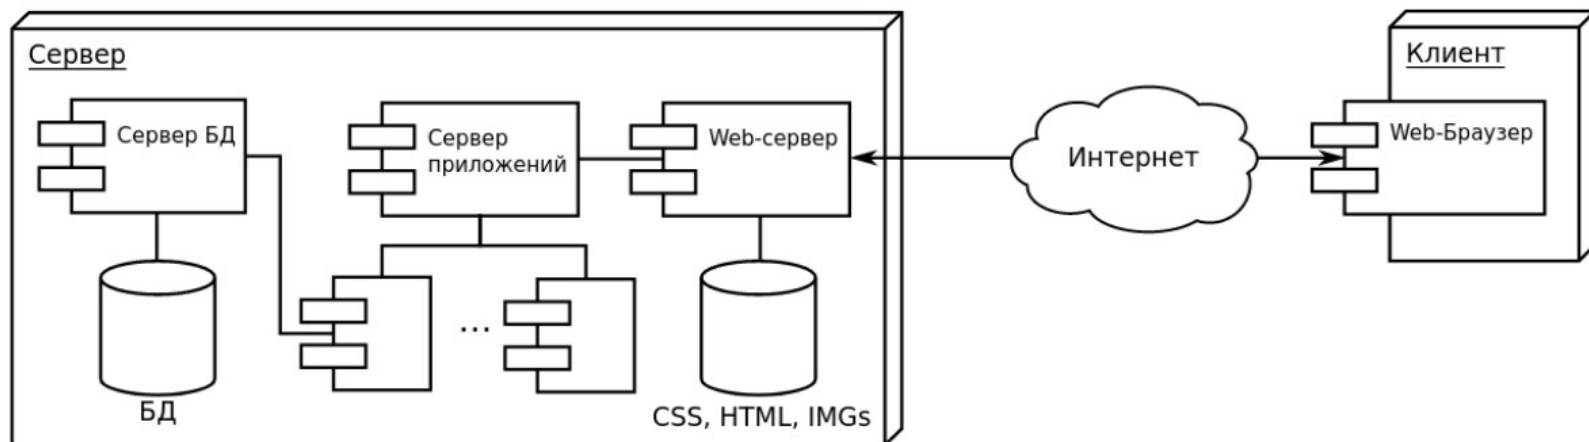 Сервер
Клиент
Сервер БД
Сервер
приложений
Web-сервер
Интернет
Web-Браузер
...
БД
CSS, HTML, IMGs